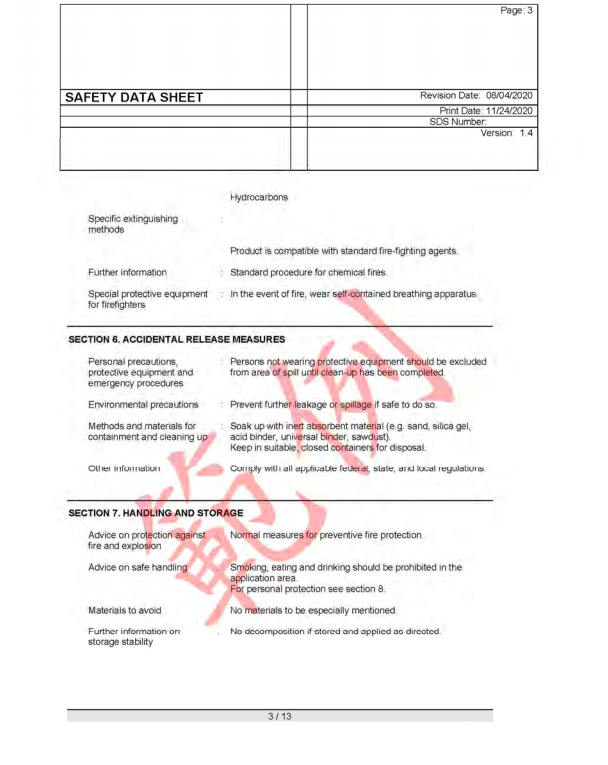 Page: 3
SAFETY DATA SHEET
Revision Date: 08/04/2020
Print Date: 11/24/2020
SDS Number:
Version: 1.4
Hydrocarbons
Specific extinguishing :
methods
Product is compatible with standard fire-fighting agents.
Further information : Standard procedure for chemical fires.
Special protective equipment : In the event of fire, wear self-contained breathing apparatus.
for firefighters
SECTION 6. ACCIDENTAL RELEASE MEASURES
Personal precautions, : Persons not wearing protective equipment should be excluded
protective equipment and from area of spill until clean-up has been completed.
emergency procedures
Environmental precautions : Prevent further leakage or spillage if safe to do so.
Methods and materials for : Soak up with inert absorbent material (e.g. sand, silica gel,
containment and cleaning up acid binder, universal binder, sawdust).
Keep in suitable, closed containers for disposal.
Other information : Comply with all applicable federal, state, and local regulations.
SECTION 7. HANDLING AND STORAGE
Advice on protection against : Normal measures for preventive fire protection.
fire and explosion
Advice on safe handling : Smoking, eating and drinking should be prohibited in the
application area.
For personal protection see section 8.
Materials to avoid : No materials to be especially mentioned.
Further information on : No decomposition if stored and applied as directed.
storage stability
3 / 13
範例